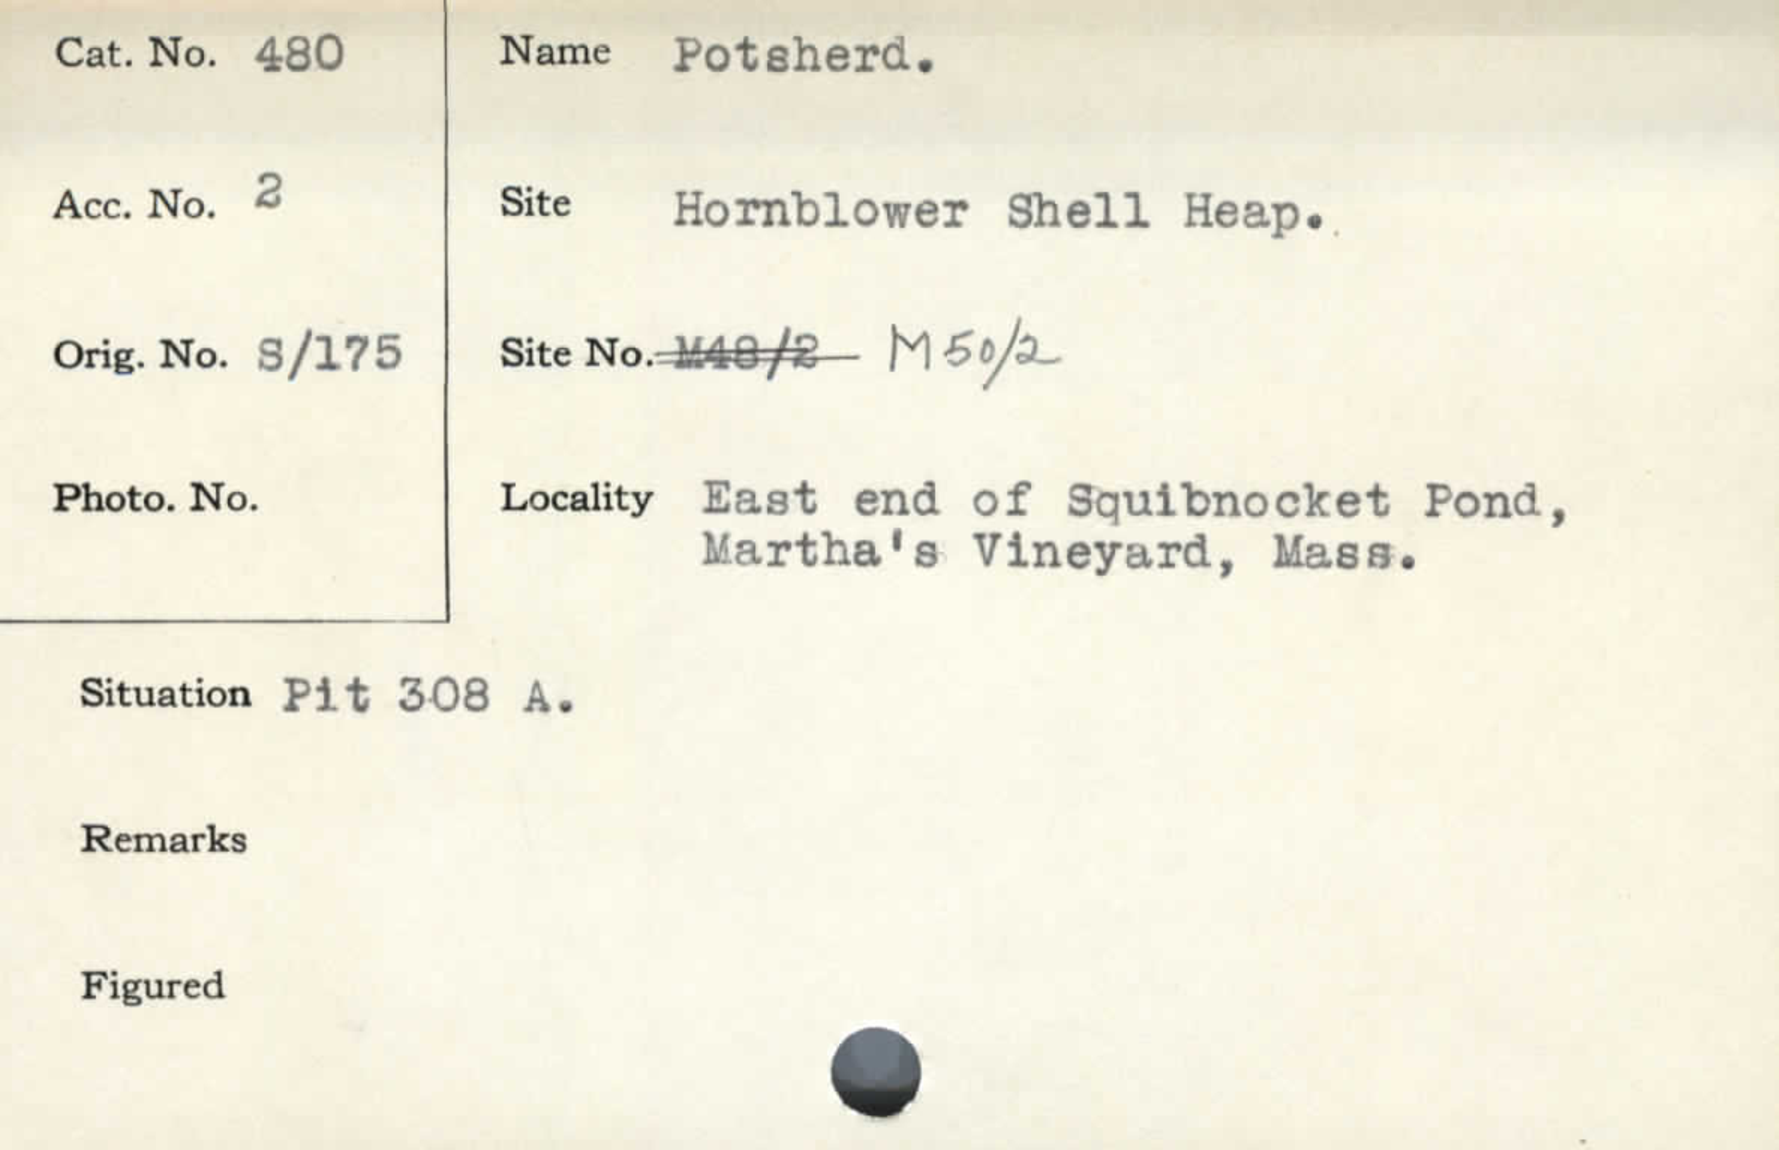 Cat. No. 480
Name Potsherd.
Acc. No. 2
Site Hornblower Shell Heap.
Orig. No. S/175
Site No. M48/2 M50/2
Photo. No.
Locality East end of Squibnocket Pond,
Martha's Vineyard, Mass.
Situation Pit 308 A.
Remarks
Figured